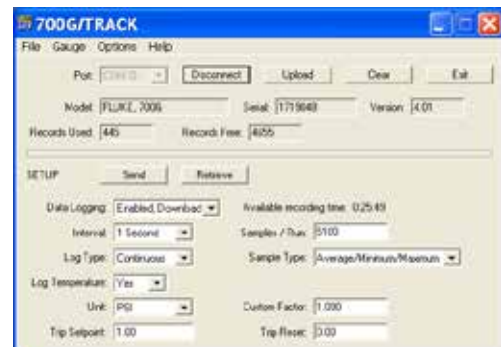 700G/TRACK
File Gauge Options Help
Port: Disconnect Upload Clear Exit
Model: FLUKE, 700G Serial: Version: 4.01
Records Used: 445 Records Free:
SETUP Send Retrieve
Data Logging: Enabled, Download Available recording time: 0:25:49
Interval: 1 Second Samples / Run: 5100
Log Type: Continuous Sample Type: Average/Minimum/Maximum
Log Temperature: Yes
Unit: PSI Custom Factor: 1.000
Trip Setpoint: 1.00 Trip Reset: 0.00